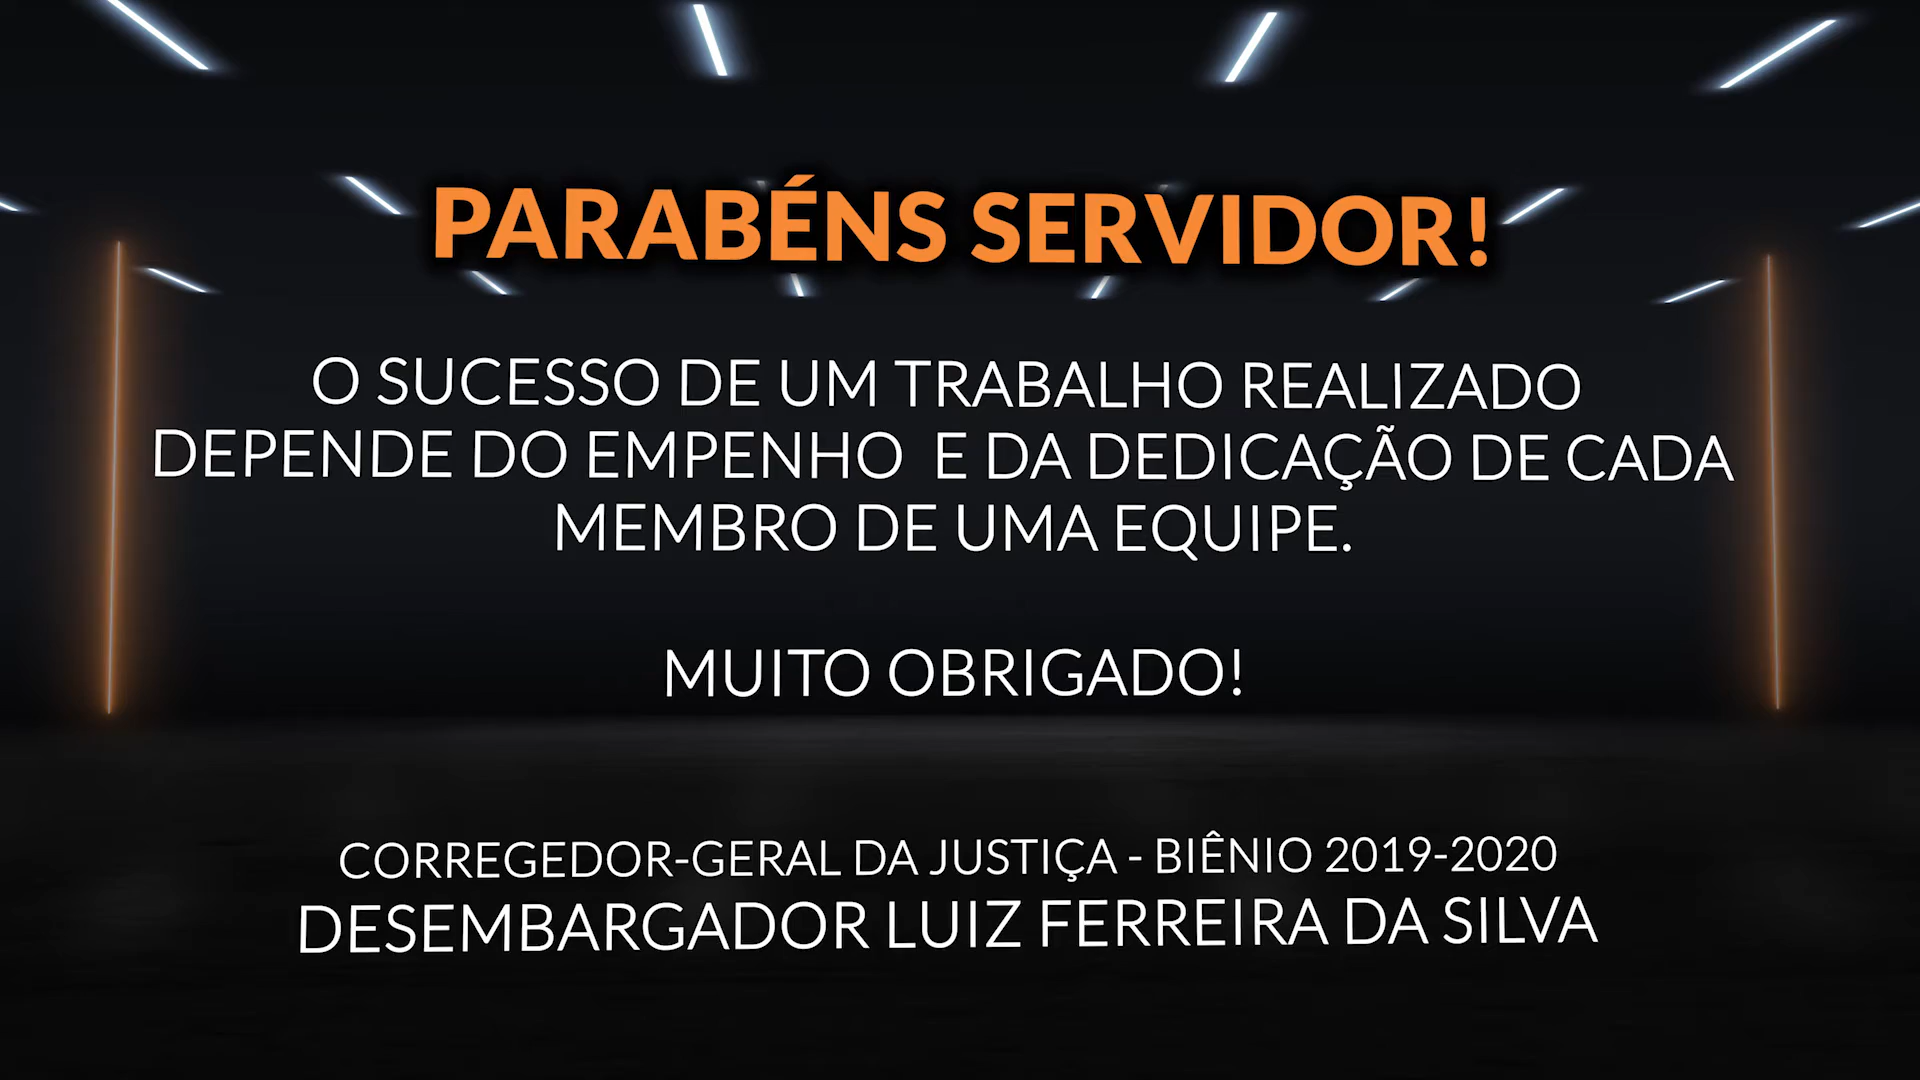 PARABÉNS SERVIDOR!
O SUCESSO DE UM TRABALHO REALIZADO
DEPENDE DO EMPENHO E DA DEDICAÇÃO DE CADA
MEMBRO DE UMA EQUIPE.
MUITO OBRIGADO!
CORREGEDOR-GERAL DA JUSTIÇA - BIÊNIO 2019-2020
DESEMBARGADOR LUIZ FERREIRA DA SILVA